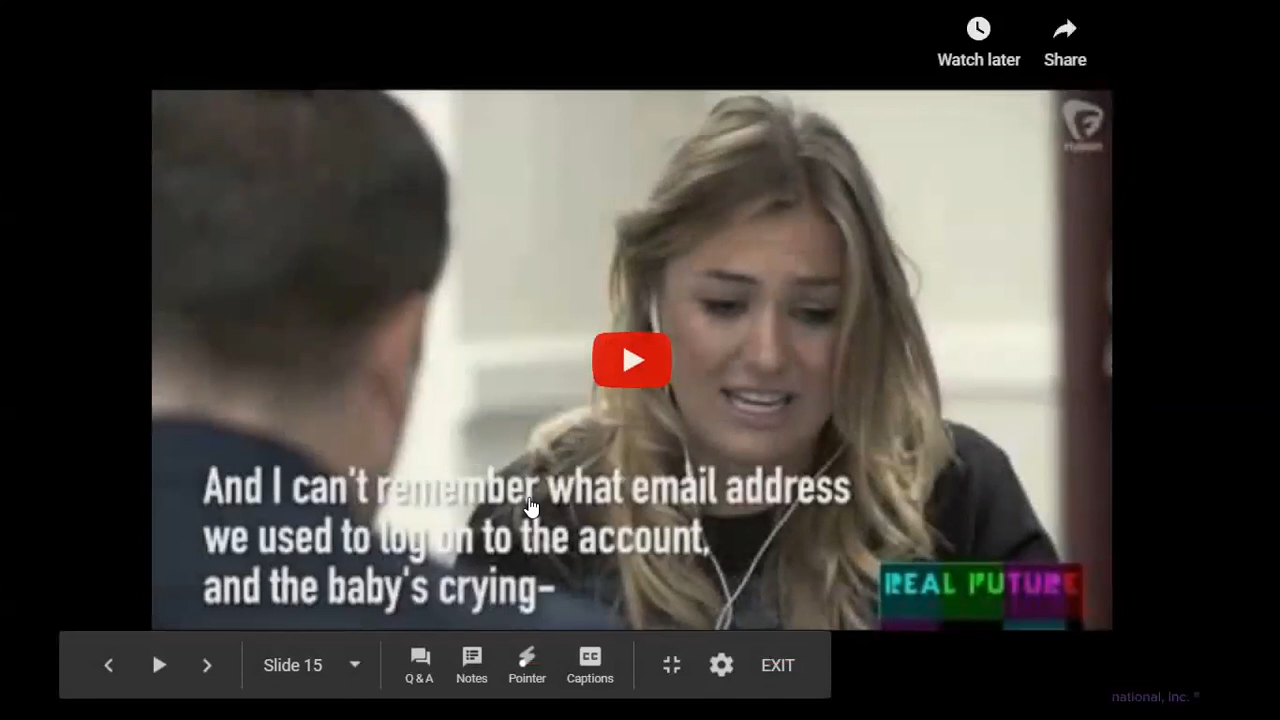 Watch later Share
And I can't remember what email address
we used to log on to the account,
and the baby's crying-
REAL FUTURE
Slide 15
Q & A Notes Pointer Captions
EXIT
national, Inc. ®